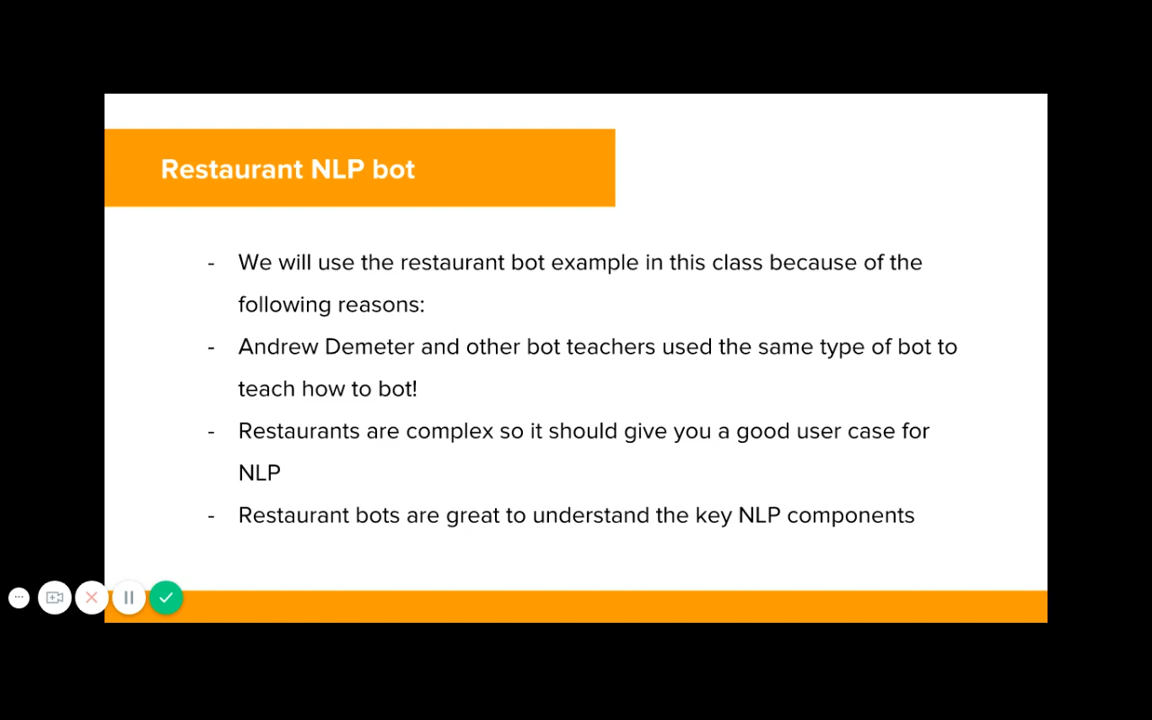 Restaurant NLP bot
- We will use the restaurant bot example in this class because of the
following reasons:
- Andrew Demeter and other bot teachers used the same type of bot to
teach how to bot!
- Restaurants are complex so it should give you a good user case for
NLP
- Restaurant bots are great to understand the key NLP components